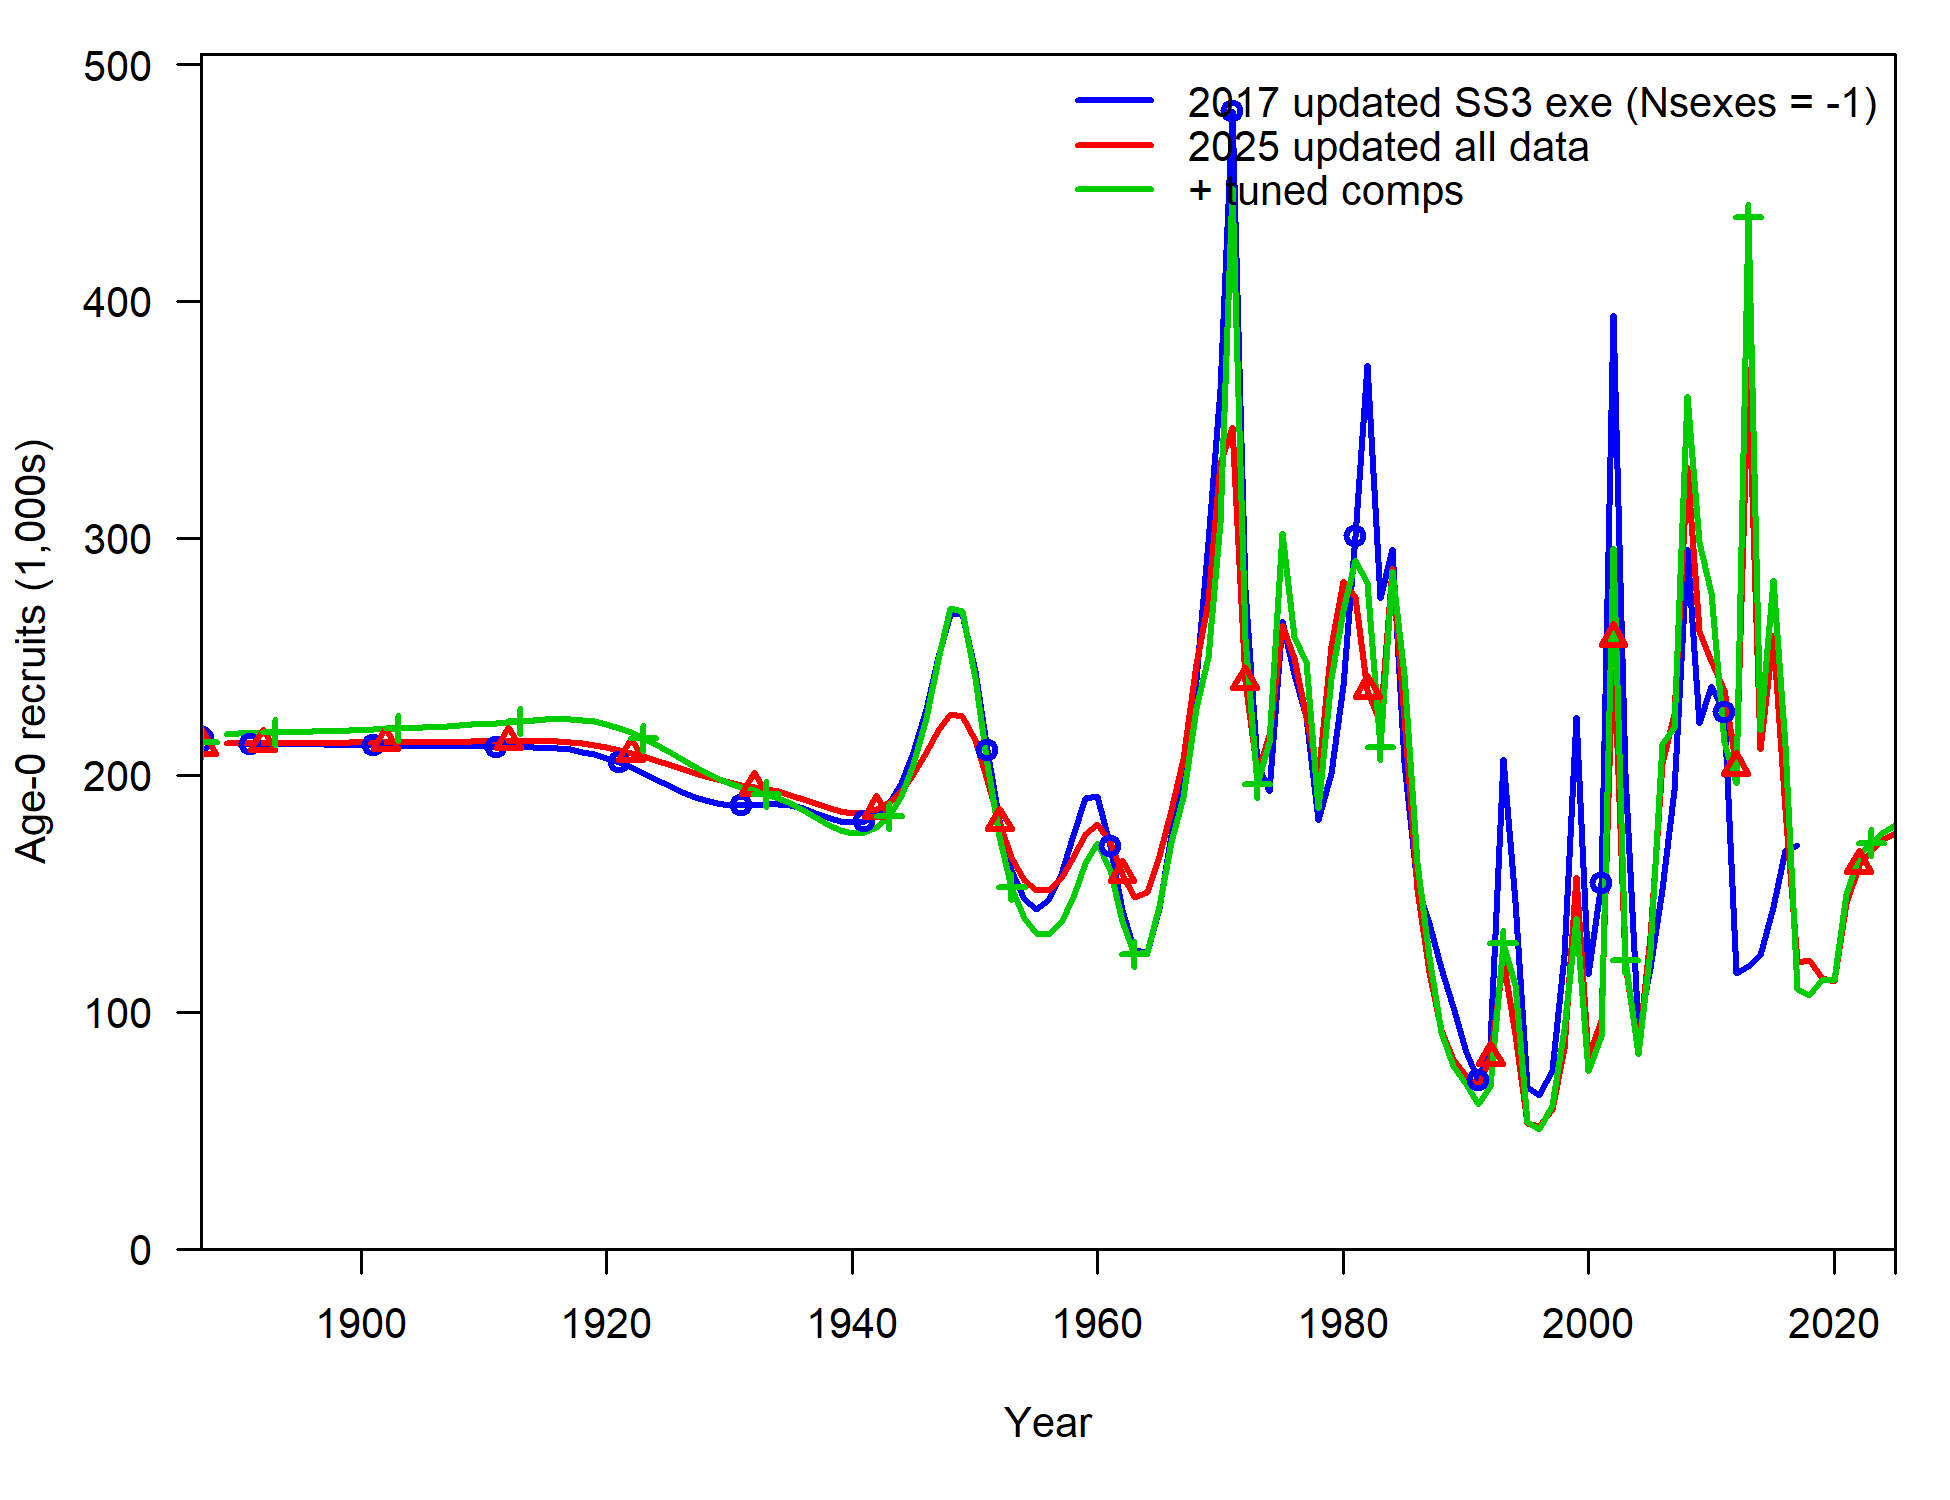 500
400
300
200
100
0
Age-0 recruits (1,000s)
2017 updated SS3 exe (Nsexes = -1)
2025 updated all data
+ tuned comps
1900 1920 1940 1960 1980 2000 2020
Year